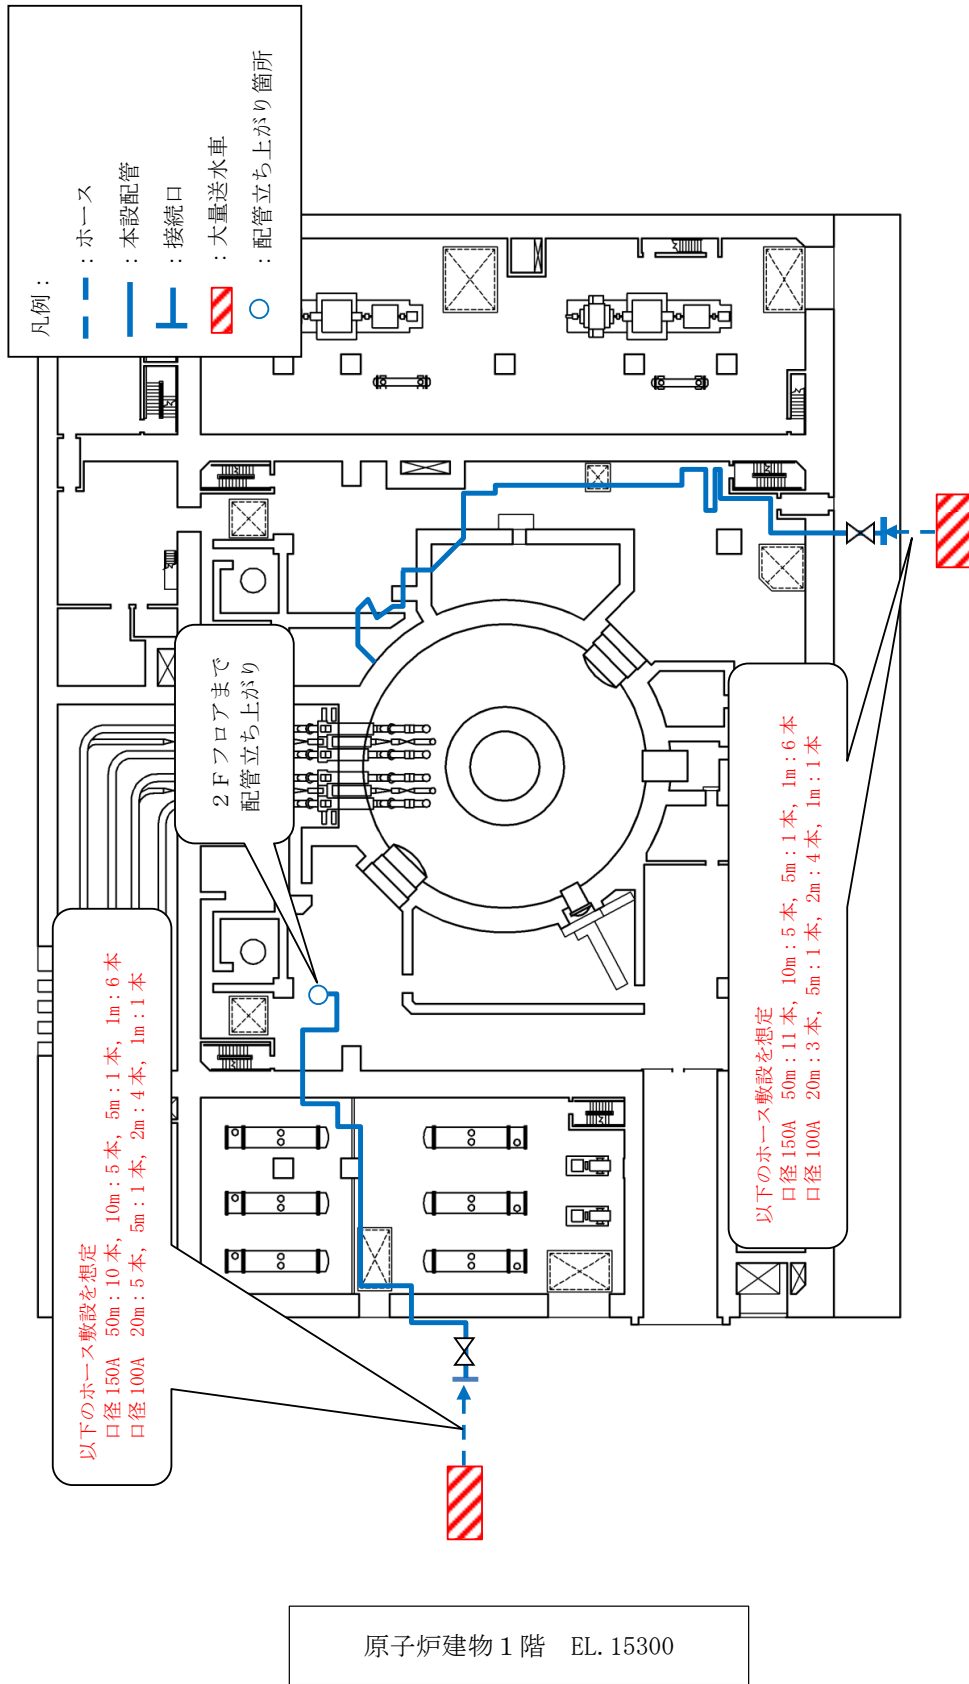 凡例：
：ホース
：本設配管
：接続口
：大量送水車
：配管立ち上がり箇所
２Ｆフロアまで
配管立ち上がり
以下のホース敷設を想定
口径150A　50m：10本，10m：5本，5m：1本，1m：6本
口径100A　20m：5本，5m：1本，2m：4本，1m：1本
以下のホース敷設を想定
口径150A　50m：11本，10m：5本，5m：1本，1m：6本
口径100A　20m：3本，5m：1本，2m：4本，1m：1本
原子炉建物１階　EL.15300